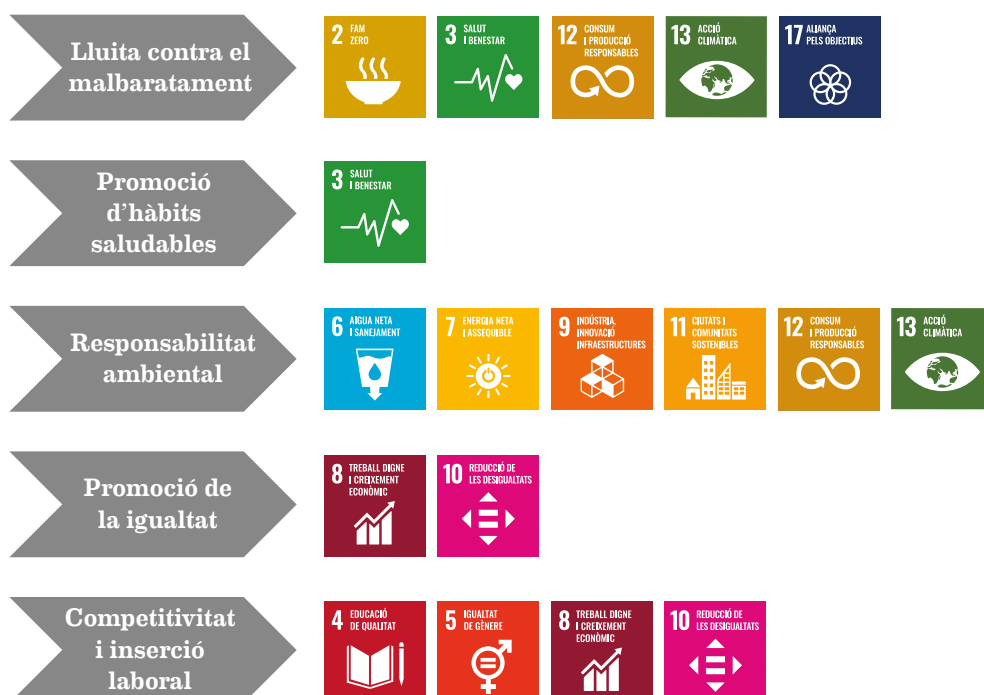 Lluita contra el
malbaratament
2 FAM
ZERO
3 SALUT
I BENESTAR
12 CONSUM
I PRODUCCIÓ
RESPONSABLES
13 ACCIÓ
CLIMÀTICA
17 ALIANÇA
PELS OBJECTIUS
Promoció
d'hàbits
saludables
3 SALUT
I BENESTAR
Responsabilitat
ambiental
6 AIGUA NETA
I SANEJAMENT
7 ENERGIA NETA
I ASSEQUIBLE
9 INDÚSTRIA,
INNOVACIÓ
INFRAESTRUCTURES
11 CIUTATS I
COMUNITATS
SOSTENIBLES
12 CONSUM
I PRODUCCIÓ
RESPONSABLES
13 ACCIÓ
CLIMÀTICA
Promoció de
la igualtat
8 TREBALL DIGNE
I CREIXEMENT
ECONÒMIC
10 REDUCCIÓ DE
LES DESIGUALTATS
Competitivitat
i inserció
laboral
4 EDUCACIÓ
DE QUALITAT
5 IGUALTAT
DE GÈNERE
8 TREBALL DIGNE
I CREIXEMENT
ECONÒMIC
10 REDUCCIÓ DE
LES DESIGUALTATS